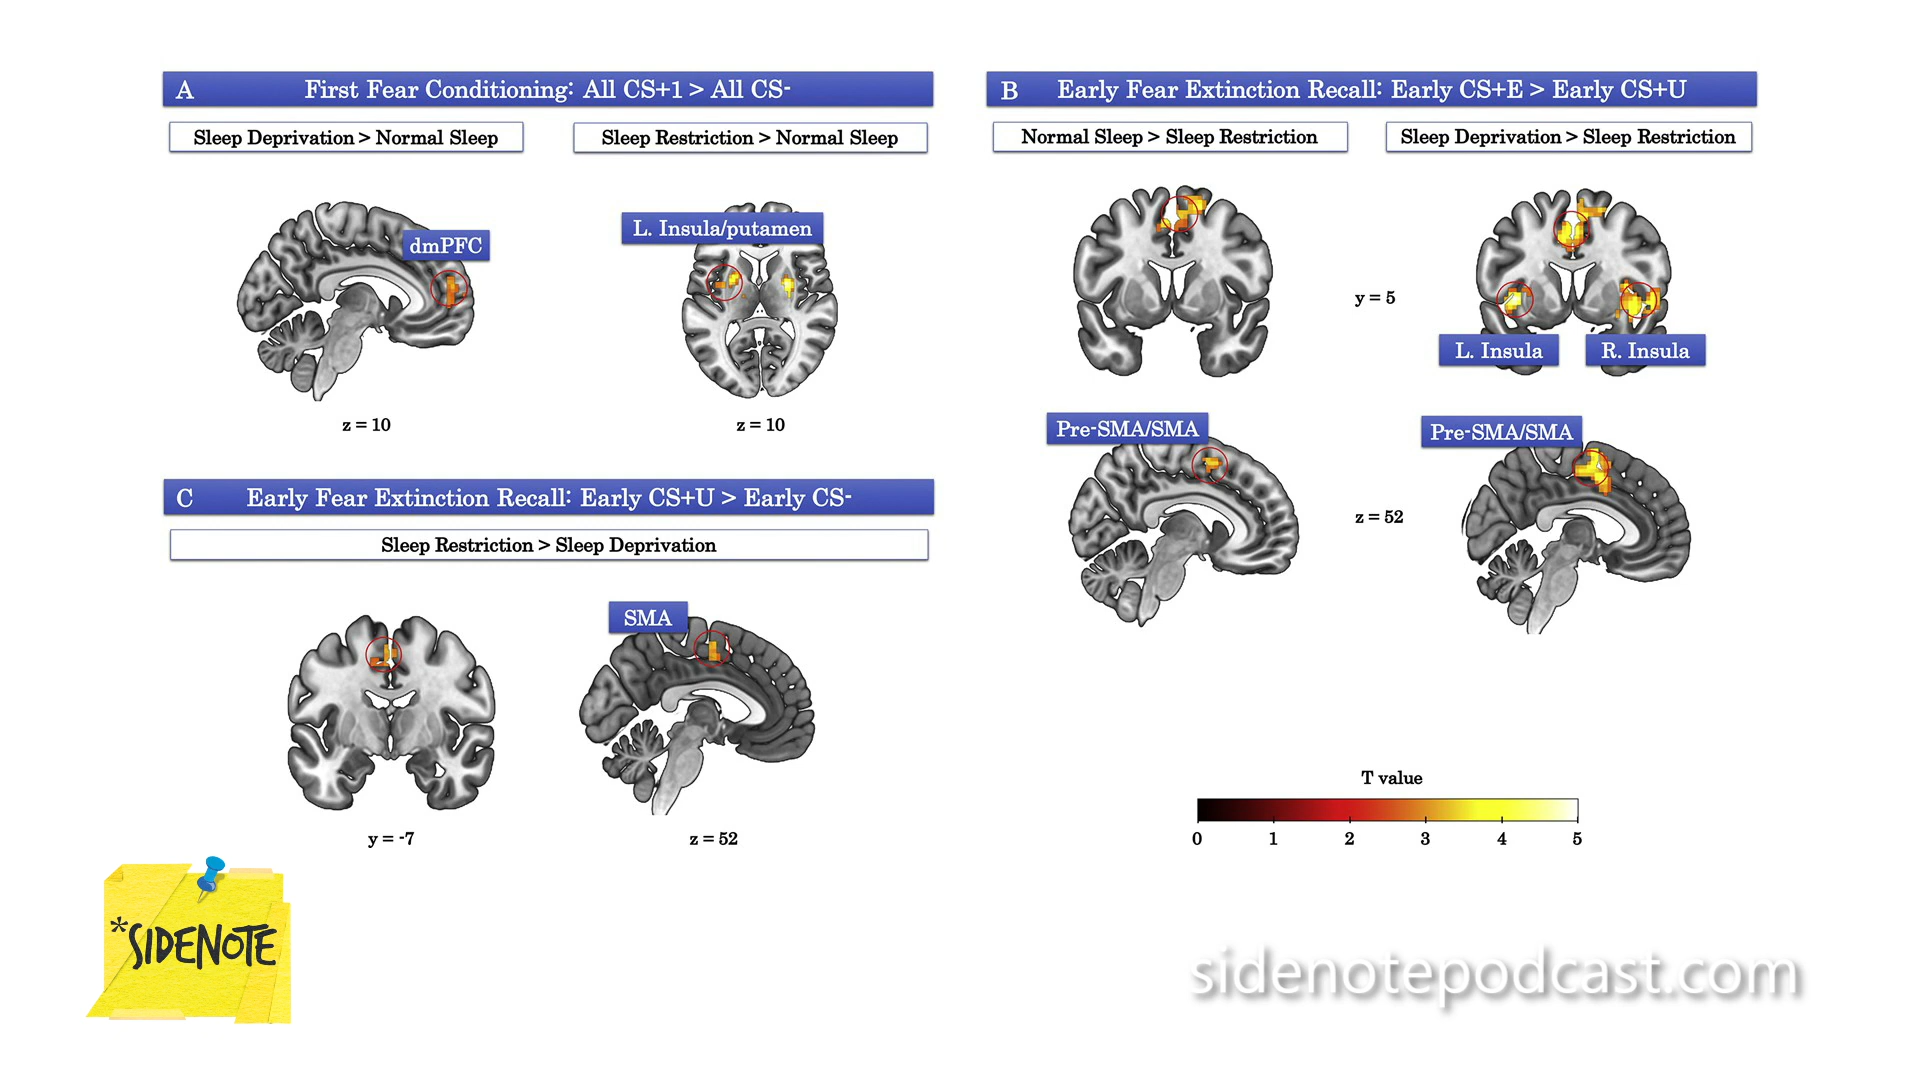 A First Fear Conditioning: All CS+1 > All CS-
Sleep Deprivation > Normal Sleep
Sleep Restriction > Normal Sleep
dmPFC
L. Insula/putamen
z = 10
z = 10
B Early Fear Extinction Recall: Early CS+E > Early CS+U
Normal Sleep > Sleep Restriction
Sleep Deprivation > Sleep Restriction
y = 5
L. Insula
R. Insula
Pre-SMA/SMA
Pre-SMA/SMA
z = 52
C Early Fear Extinction Recall: Early CS+U > Early CS-
Sleep Restriction > Sleep Deprivation
SMA
y = -7
z = 52
T value
0 1 2 3 4 5
*SIDENOTE
sidenotepodcast.com